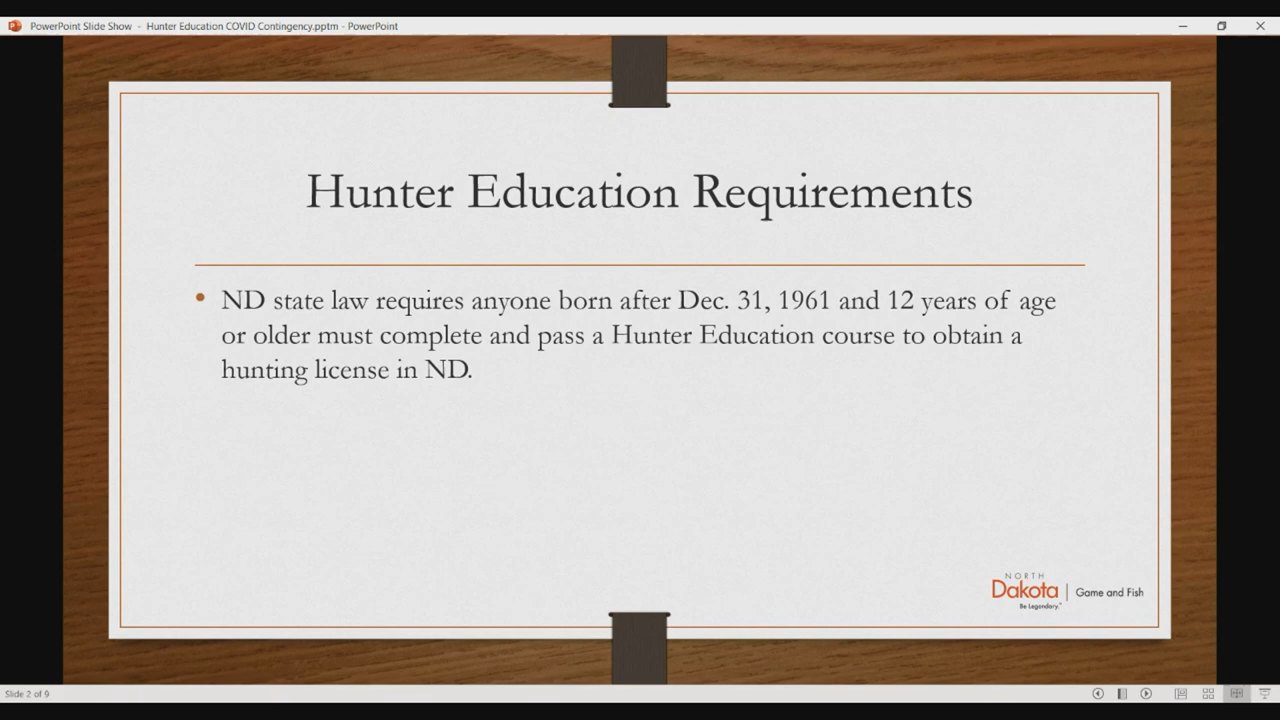 PowerPoint Slide Show - Hunter Education COVID Contingency.pptm - PowerPoint
Hunter Education Requirements
• ND state law requires anyone born after Dec. 31, 1961 and 12 years of age
or older must complete and pass a Hunter Education course to obtain a
hunting license in ND.
NORTH
Dakota | Game and Fish
Be Legendary.™
Slide 2 of 9